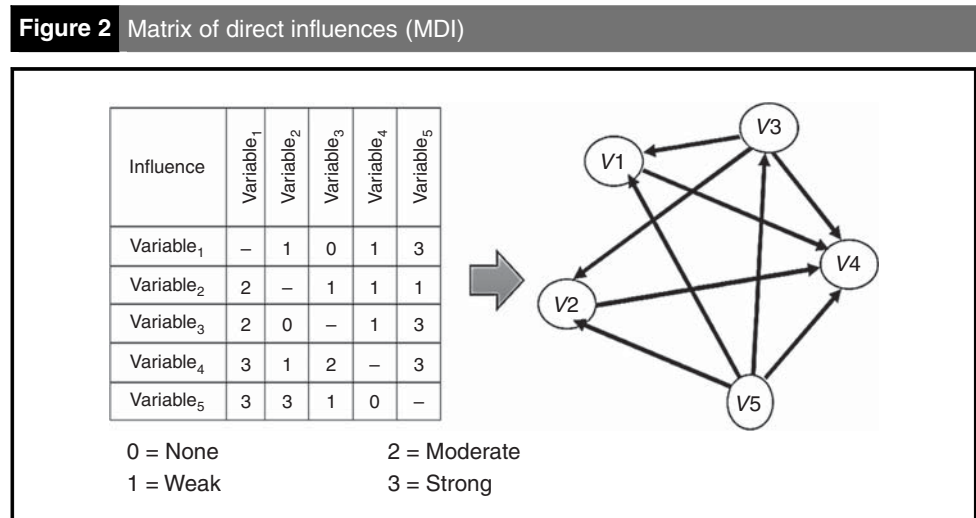 Figure 2 Matrix of direct influences (MDI)
Influence Variable₁ Variable₂ Variable₃ Variable₄ Variable₅
Variable₁ – 1 0 1 3
Variable₂ 2 – 1 1 1
Variable₃ 2 0 – 1 3
Variable₄ 3 1 2 – 3
Variable₅ 3 3 1 0 –
0 = None 2 = Moderate
1 = Weak 3 = Strong
V3
V1
V4
V2
V5